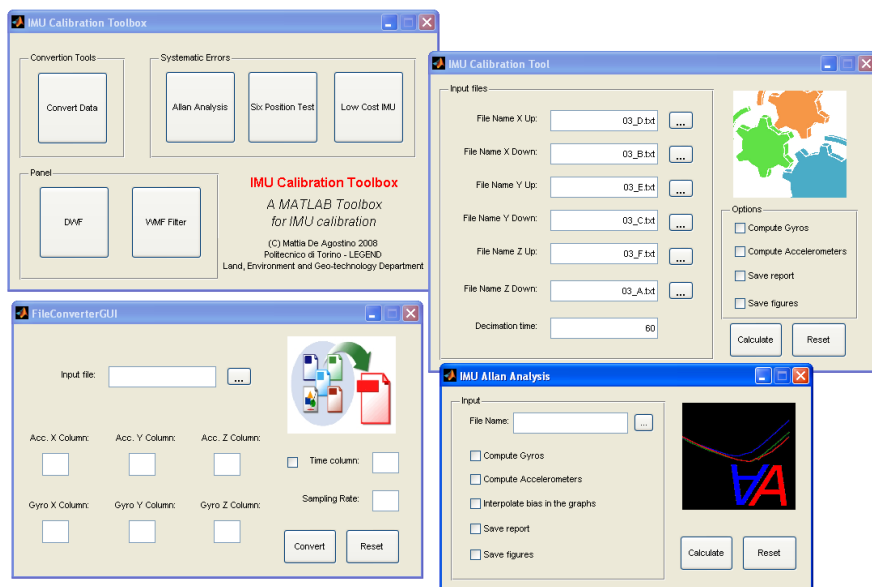 IMU Calibration Toolbox
Convertion Tools
Systematic Errors
Convert Data
Allan Analysis
Six Position Test
Low Cost IMU
Panel
DWF
WMF Filter
IMU Calibration Toolbox
A MATLAB Toolbox
for IMU calibration
(C) Mattia De Agostino 2008
Politecnico di Torino - LEGEND
Land, Environment and Geo-technology Department
IMU Calibration Tool
Input files
File Name X Up: 03_D.txt ...
File Name X Down: 03_B.txt ...
File Name Y Up: 03_E.txt ...
File Name Y Down: 03_C.txt ...
File Name Z Up: 03_F.txt ...
File Name Z Down: 03_A.txt ...
Decimation time: 60
Options
Compute Gyros
Compute Accelerometers
Save report
Save figures
Calculate
Reset
FileConverterGUI
Input file: ...
Acc. X Column: Acc. Y Column: Acc. Z Column:
Time column:
Gyro X Column: Gyro Y Column: Gyro Z Column:
Sampling Rate:
Convert
Reset
IMU Allan Analysis
Input
File Name: ...
Compute Gyros
Compute Accelerometers
Interpolate bias in the graphs
Save report
Save figures
AA
Calculate
Reset